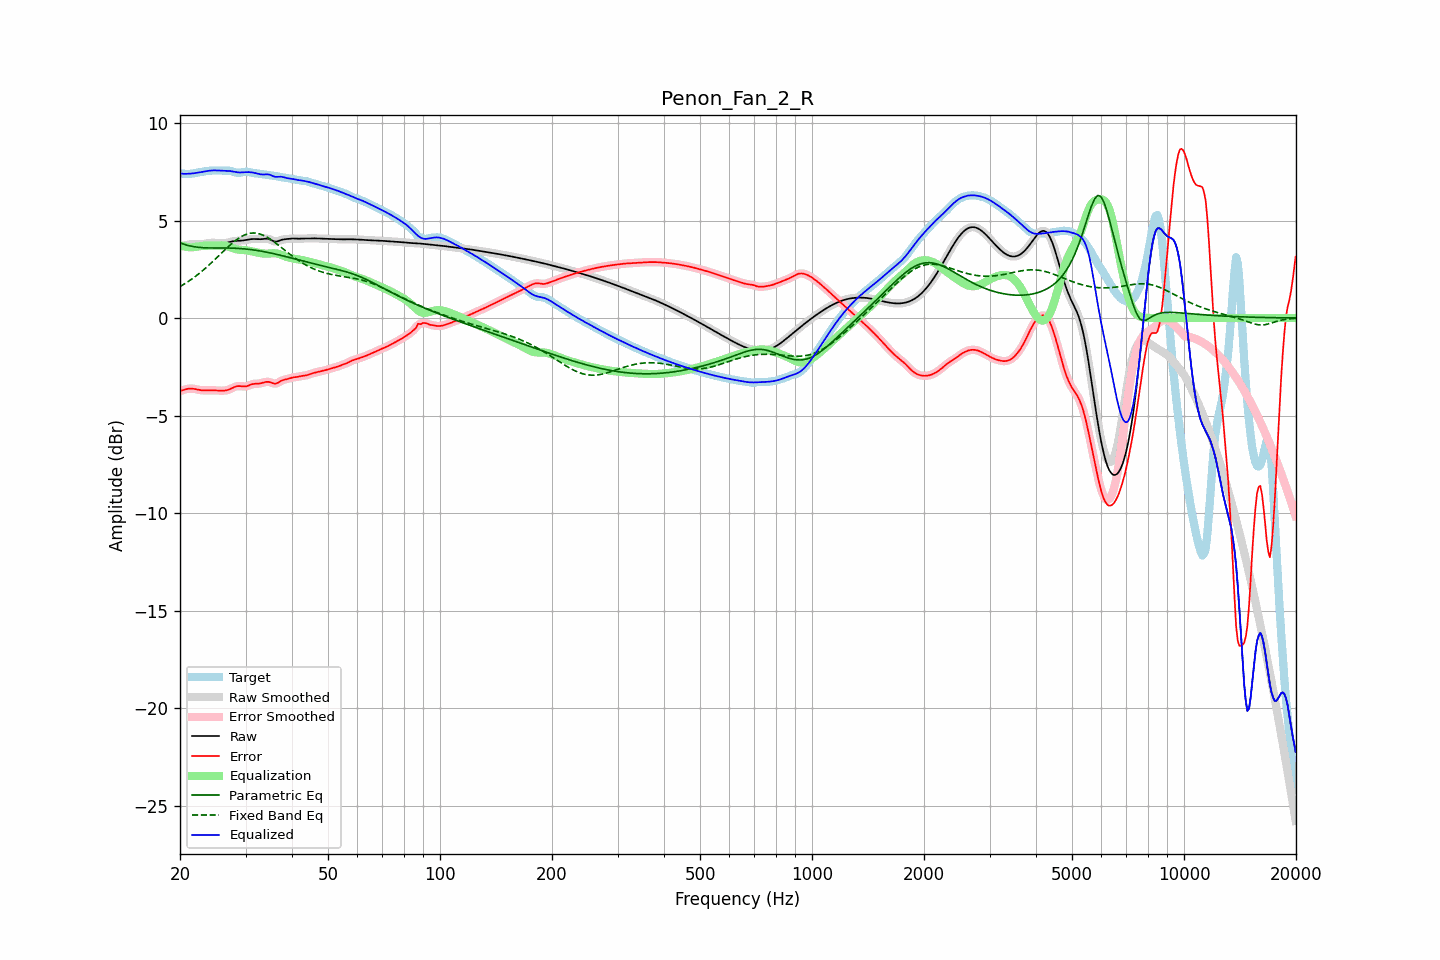 Penon_Fan_2_R
10
5
0
−5
−10
−15
−20
−25
Amplitude (dBr)
Target
Raw Smoothed
Error Smoothed
Raw
Error
Equalization
Parametric Eq
Fixed Band Eq
Equalized
20 50 100 200 500 1000 2000 5000 10000 20000
Frequency (Hz)